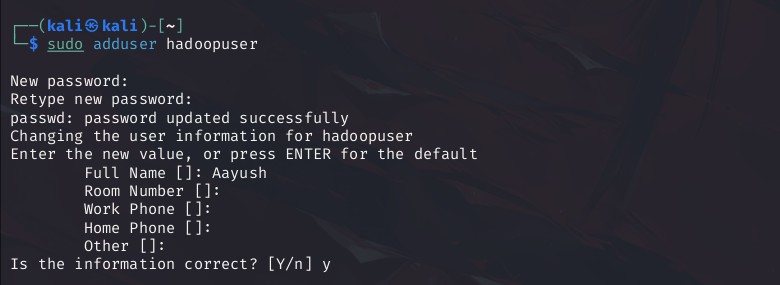 ┌──(kali㉿kali)-[~]
└─$ sudo adduser hadoopuser
New password:
Retype new password:
passwd: password updated successfully
Changing the user information for hadoopuser
Enter the new value, or press ENTER for the default
Full Name []: Aayush
Room Number []:
Work Phone []:
Home Phone []:
Other []:
Is the information correct? [Y/n] y